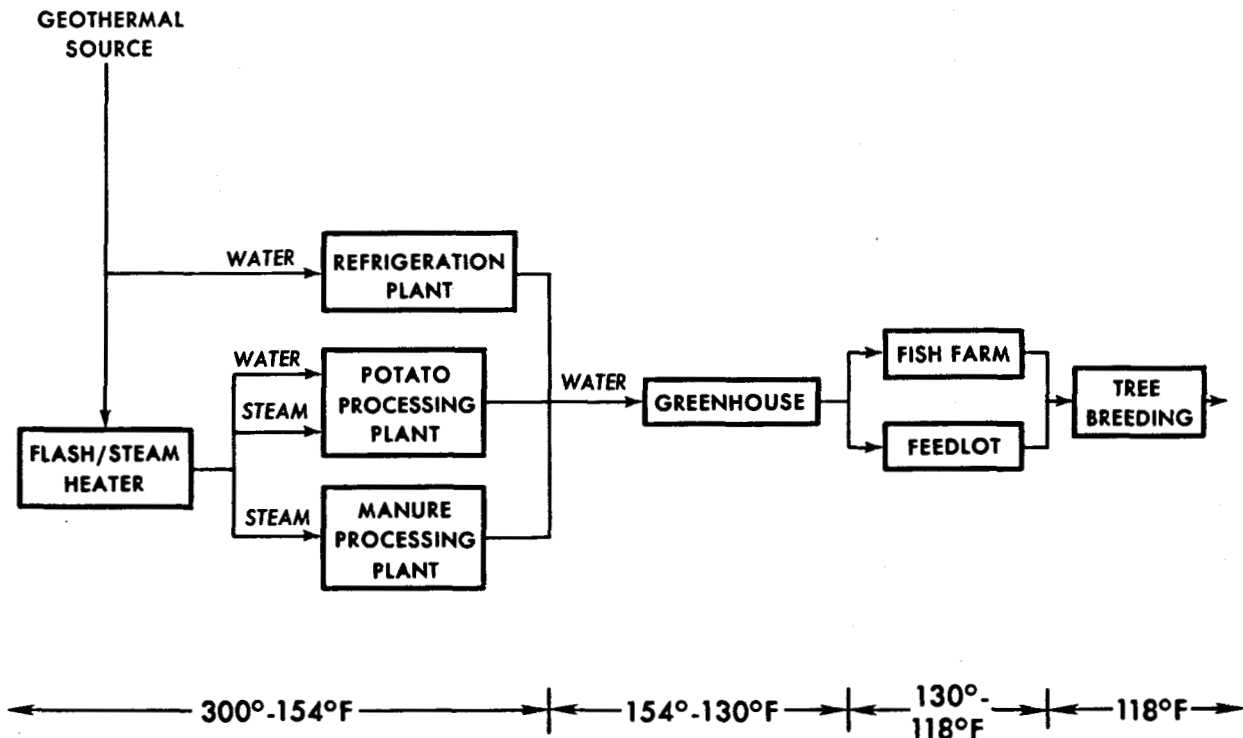 GEOTHERMAL
SOURCE
WATER
REFRIGERATION
PLANT
WATER
STEAM
POTATO
PROCESSING
PLANT
WATER
GREENHOUSE
FISH FARM
FEEDLOT
TREE
BREEDING
FLASH/STEAM
HEATER
STEAM
MANURE
PROCESSING
PLANT
300°-154°F
154°-130°F
130°-
118°F
118°F